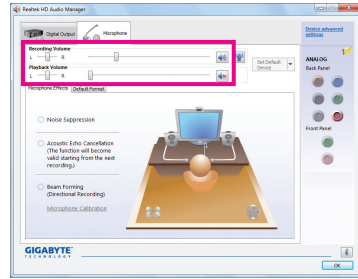 Realtek HD Audio Manager
Digital Output
Microphone
Device advanced settings
Recording Volume
L
R
Set Default Device
Playback Volume
L
R
ANALOG
Back Panel
Front Panel
Microphone Effects
Default Format
Noise Suppression
Acoustic Echo Cancellation
(The function will become
valid starting from the next
recording.)
Beam Forming
(Directional Recording)
Microphone Calibration
GIGABYTE
TECHNOLOGY
i
OK